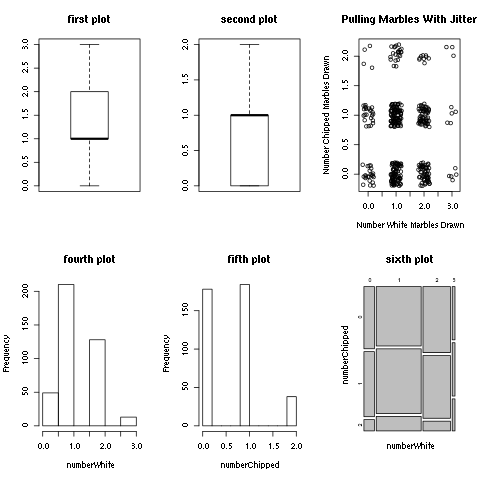 first plot
second plot
Pulling Marbles With Jitter
3.0
2.5
2.0
1.5
1.0
0.5
0.0
2.0
1.5
1.0
0.5
0.0
Number Chipped Marbles Drawn
2.0
1.5
1.0
0.5
0.0
0.0 1.0 2.0 3.0
Number White Marbles Drawn
fourth plot
fifth plot
sixth plot
Frequency
200
150
100
50
0
0.0 1.0 2.0 3.0
numberWhite
Frequency
150
100
50
0
0.0 0.5 1.0 1.5 2.0
numberChipped
0 1 2 3
numberChipped
0
1
2
numberWhite